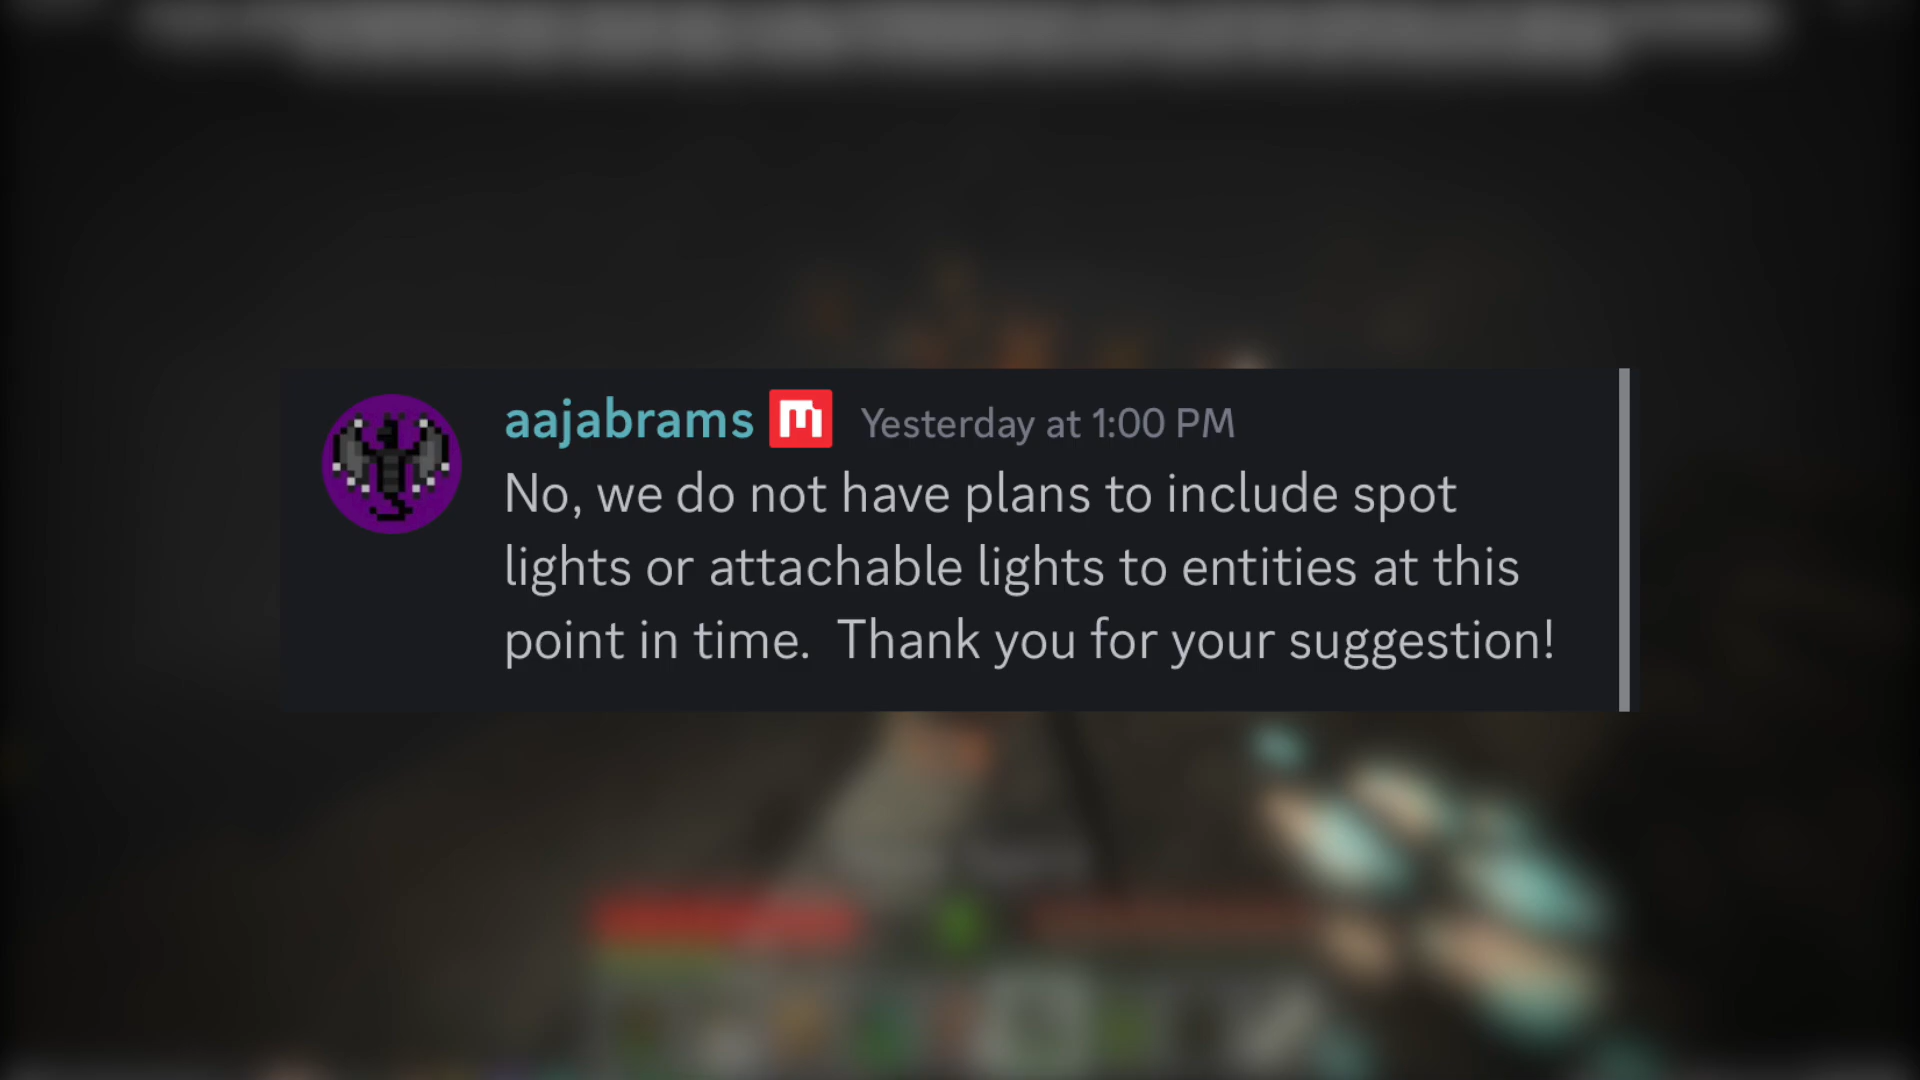 aajabrams Yesterday at 1:00 PM
No, we do not have plans to include spot
lights or attachable lights to entities at this
point in time.  Thank you for your suggestion!